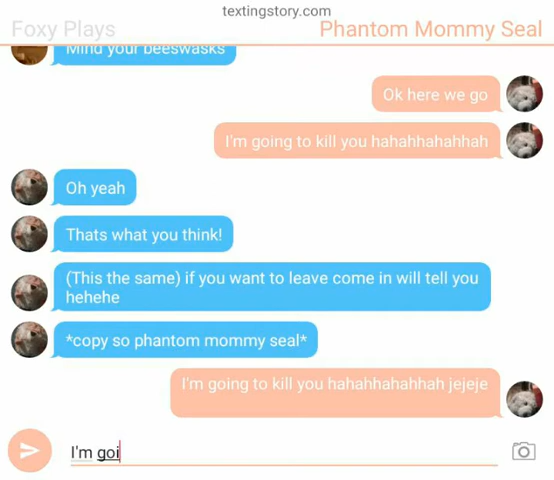 textingstory.com
Foxy Plays
Phantom Mommy Seal
Mind your beeswasks
Ok here we go
I'm going to kill you hahahhahahhah
Oh yeah
Thats what you think!
(This the same) if you want to leave come in will tell you
hehehe
*copy so phantom mommy seal*
I'm going to kill you hahahhahahhah jejeje
I'm goi